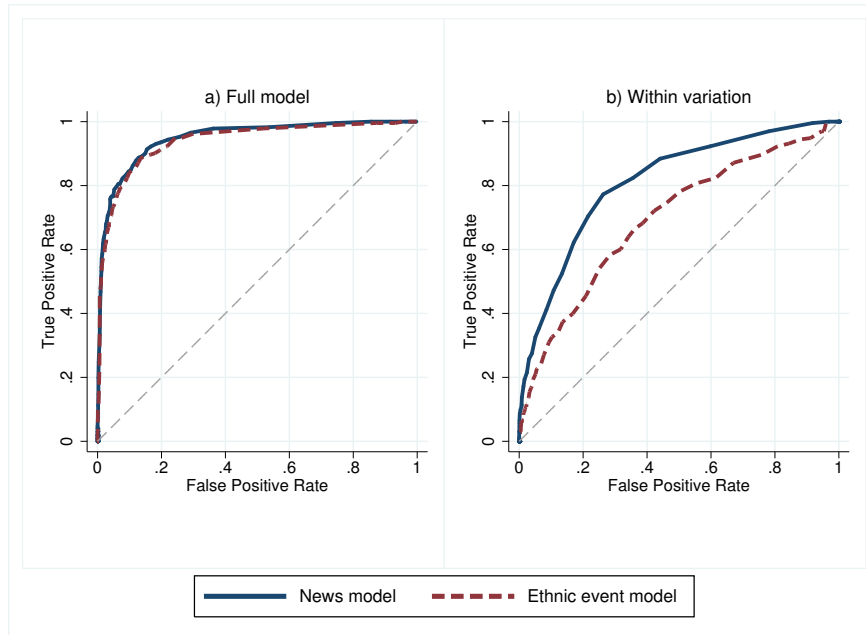 a) Full model
True Positive Rate
0
.2
.4
.6
.8
1
0 .2 .4 .6 .8 1
False Positive Rate
b) Within variation
True Positive Rate
0
.2
.4
.6
.8
1
0 .2 .4 .6 .8 1
False Positive Rate
News model Ethnic event model